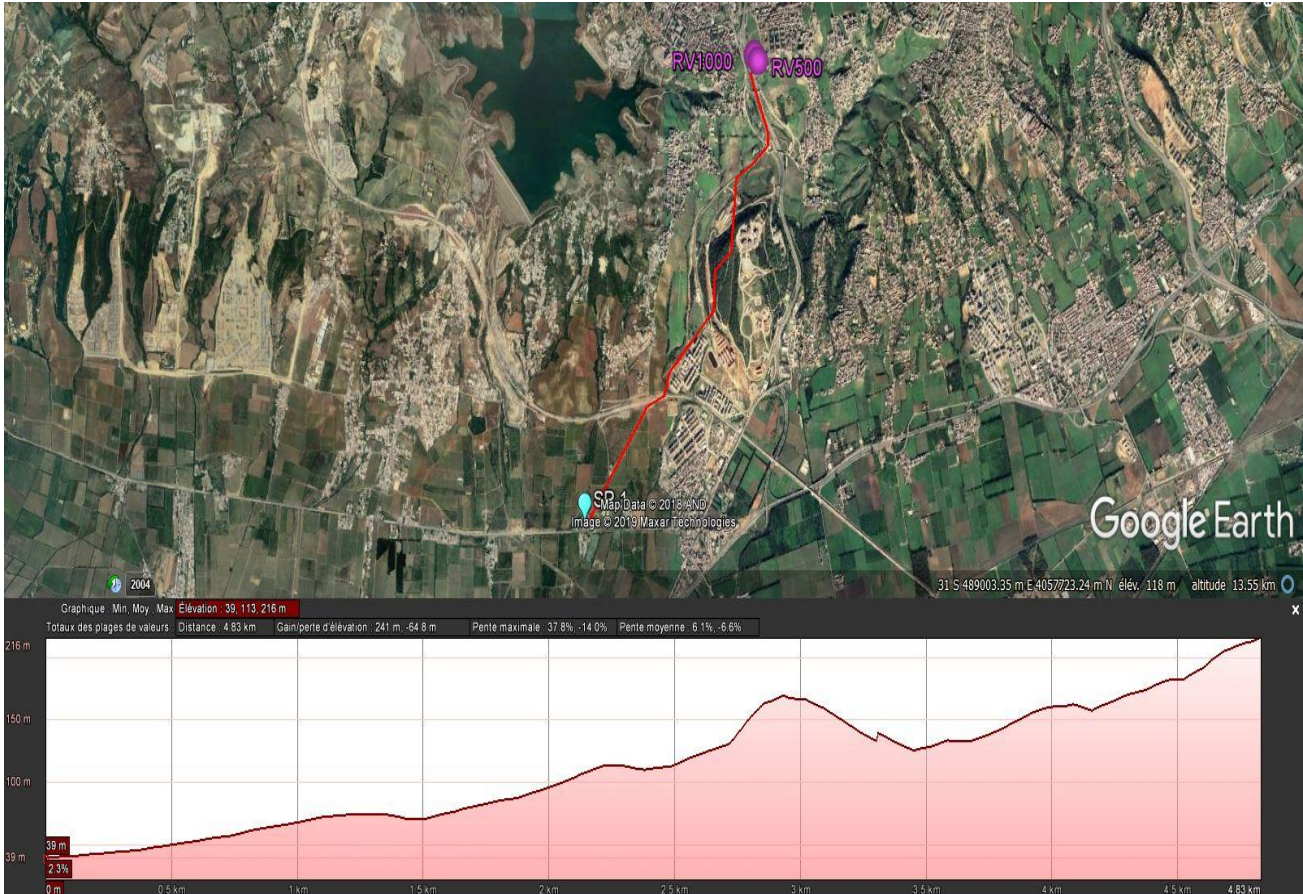 RV1000 RV500
SP 1
Map Data © 2018 AND
Image © 2019 Maxar Technologies
Google Earth
2004
31 S 489003.35 m E 4057723.24 m N élév. 118 m altitude 13.55 km
Graphique : Min, Moy , Max Élévation : 39, 113, 216 m
Totaux des plages de valeurs : Distance : 4.83 km Gain/perte d'élévation : 241 m, -64.8 m Pente maximale : 37.8%, -14.0% Pente moyenne : 6.1%, -6.6%
216 m
150 m
100 m
39 m
39 m
2.3%
0 m 0.5 km 1 km 1.5 km 2 km 2.5 km 3 km 3.5 km 4 km 4.5 km 4.83 km